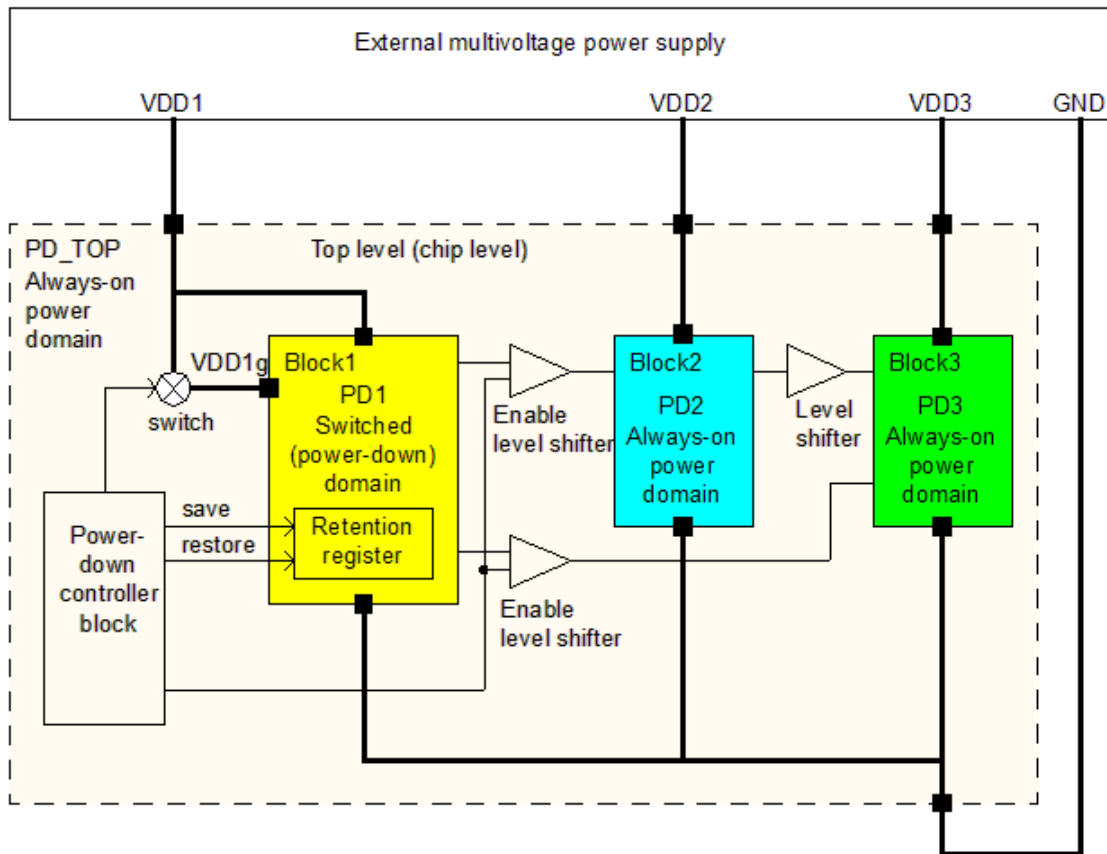 External multivoltage power supply
VDD1
VDD2
VDD3
GND
PD_TOP
Always-on
power
domain
Top level (chip level)
VDD1g
switch
Block1
PD1
Switched
(power-down)
domain
Enable
level shifter
Block2
PD2
Always-on
power
domain
Level
shifter
Block3
PD3
Always-on
power
domain
Power-
down
controller
block
save
restore
Retention
register
Enable
level shifter